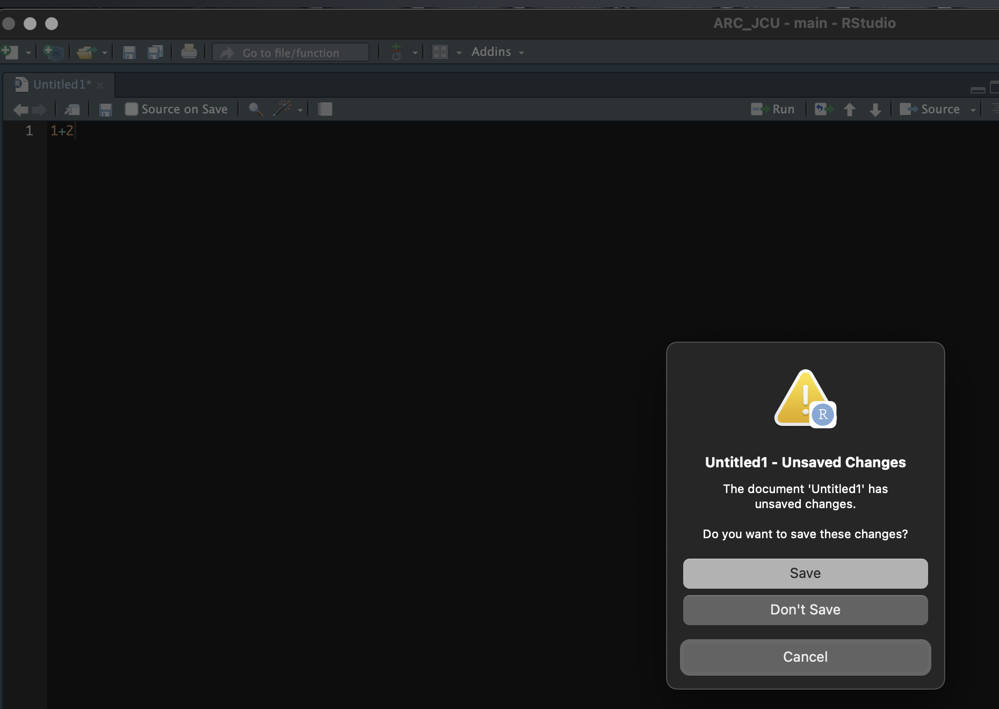 ARC_JCU - main - RStudio
Go to file/function
Addins
Untitled1*
Source on Save
Run
Source
1 1+2
R
Untitled1 - Unsaved Changes
The document 'Untitled1' has
unsaved changes.
Do you want to save these changes?
Save
Don't Save
Cancel